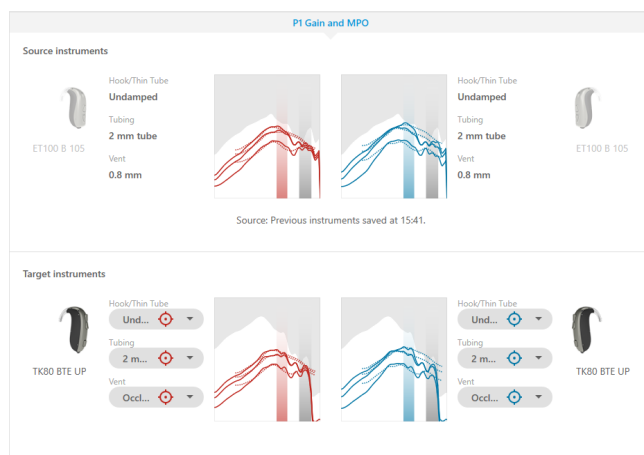 P1 Gain and MPO
Source instruments
Hook/Thin Tube
Undamped
Tubing
2 mm tube
Vent
0.8 mm
ET100 B 105
Hook/Thin Tube
Undamped
Tubing
2 mm tube
Vent
0.8 mm
ET100 B 105
Source: Previous instruments saved at 15:41.
Target instruments
Hook/Thin Tube
Und...
Tubing
2 m...
Vent
Occl...
TK80 BTE UP
Hook/Thin Tube
Und...
Tubing
2 m...
Vent
Occl...
TK80 BTE UP